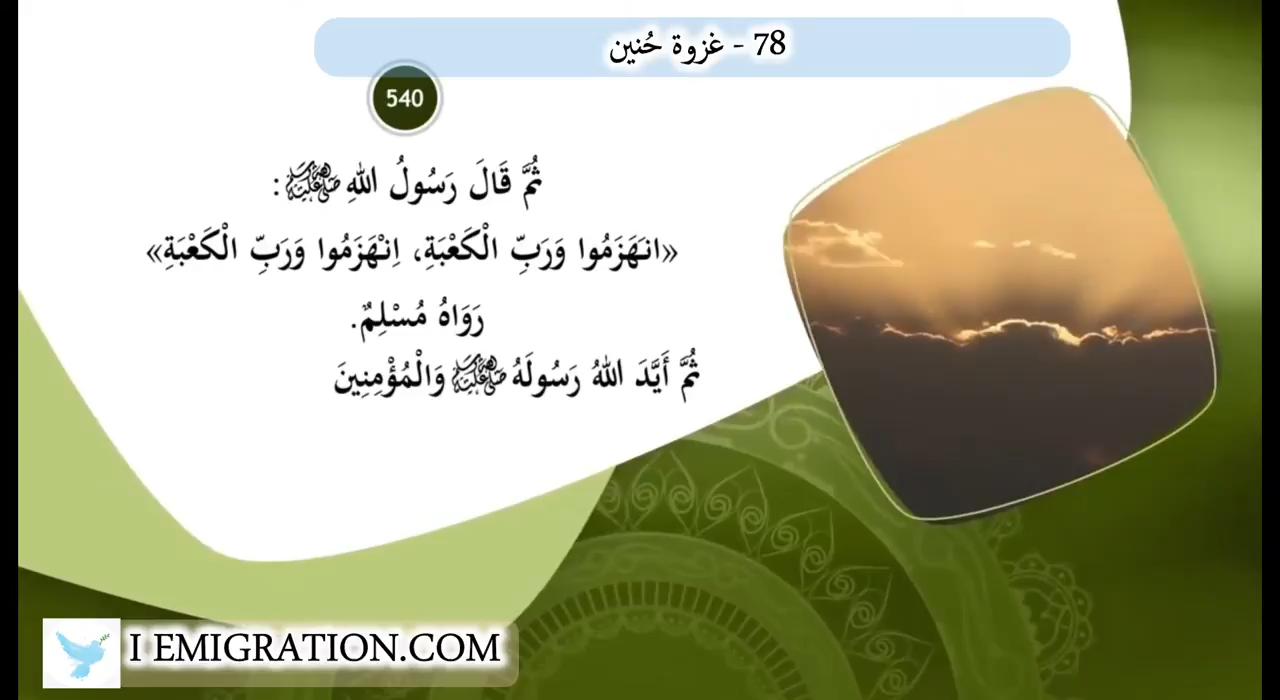 78 - غزوة حُنين
540
ثُمَّ قَالَ رَسُولُ اللهِ ﷺ :
«انهَزَمُوا وَرَبِّ الْكَعْبَةِ، اِنْهَزَمُوا وَرَبِّ الْكَعْبَةِ»
رَوَاهُ مُسْلِمٌ.
ثُمَّ أَيَّدَ اللهُ رَسُولَهُ ﷺ وَالْمُؤْمِنِينَ
I EMIGRATION.COM